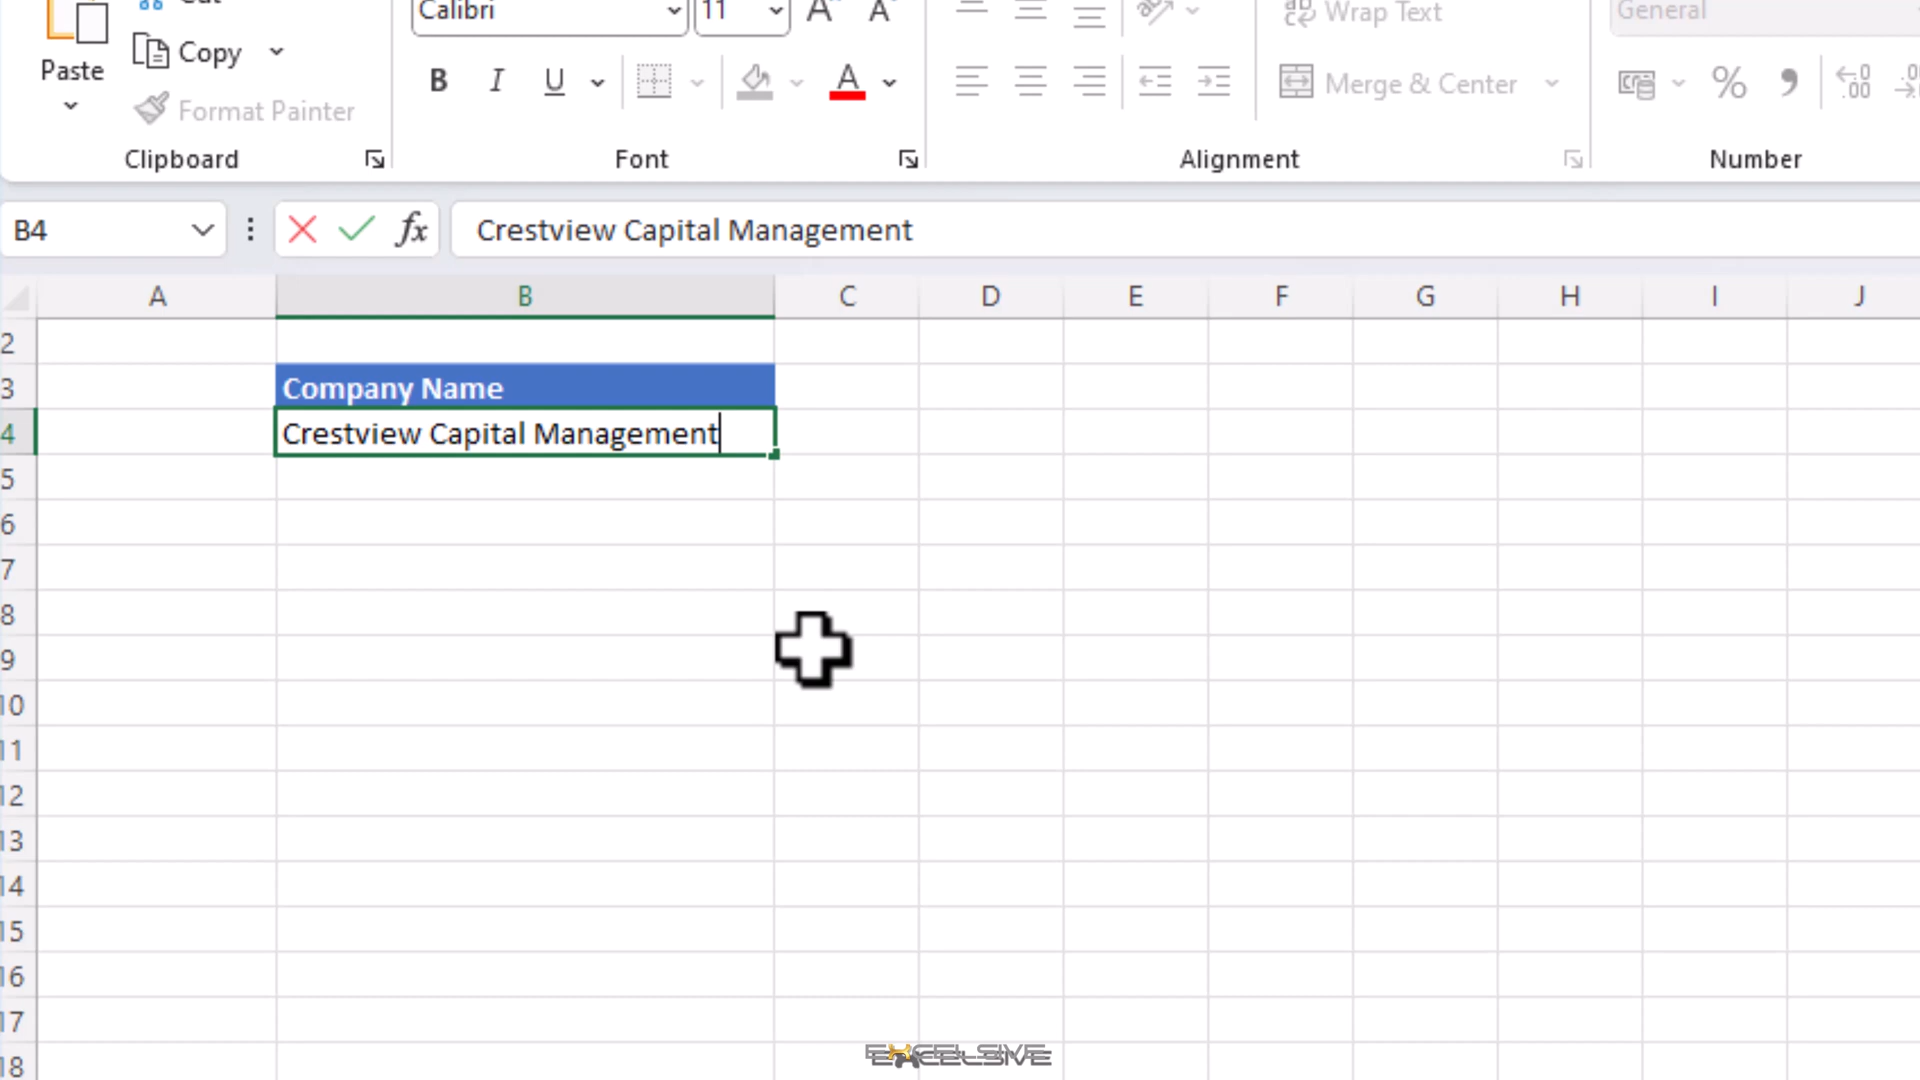 Cut
Calibri
11
Copy
Wrap Text
General
Paste
B I U
A
Merge & Center
%
Format Painter
Clipboard
Font
Alignment
Number
B4
fx
Crestview Capital Management
A B C D E F G H I J
2
3 Company Name
4 Crestview Capital Management
5
6
7
8
9
10
11
12
13
14
15
16
17
18
EXCELSIVE